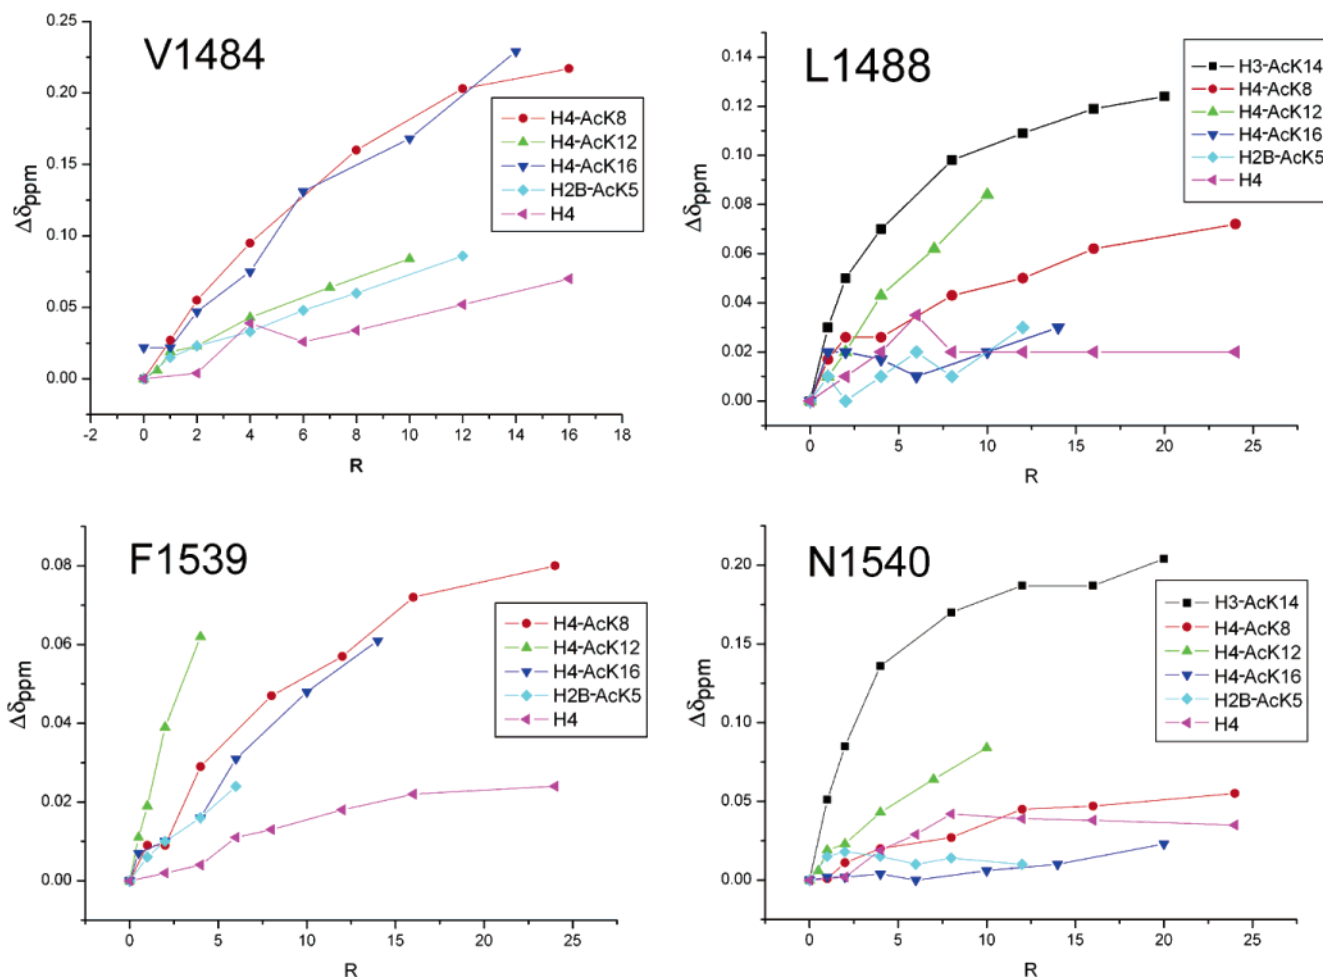 V1484
0.25
0.20
0.15
0.10
0.05
0.00
Δδppm
-2 0 2 4 6 8 10 12 14 16 18
R
H4-AcK8
H4-AcK12
H4-AcK16
H2B-AcK5
H4
L1488
0.14
0.12
0.10
0.08
0.06
0.04
0.02
0.00
Δδppm
0 5 10 15 20 25
R
H3-AcK14
H4-AcK8
H4-AcK12
H4-AcK16
H2B-AcK5
H4
F1539
0.08
0.06
0.04
0.02
0.00
Δδppm
0 5 10 15 20 25
R
H4-AcK8
H4-AcK12
H4-AcK16
H2B-AcK5
H4
N1540
0.20
0.15
0.10
0.05
0.00
Δδppm
0 5 10 15 20 25
R
H3-AcK14
H4-AcK8
H4-AcK12
H4-AcK16
H2B-AcK5
H4